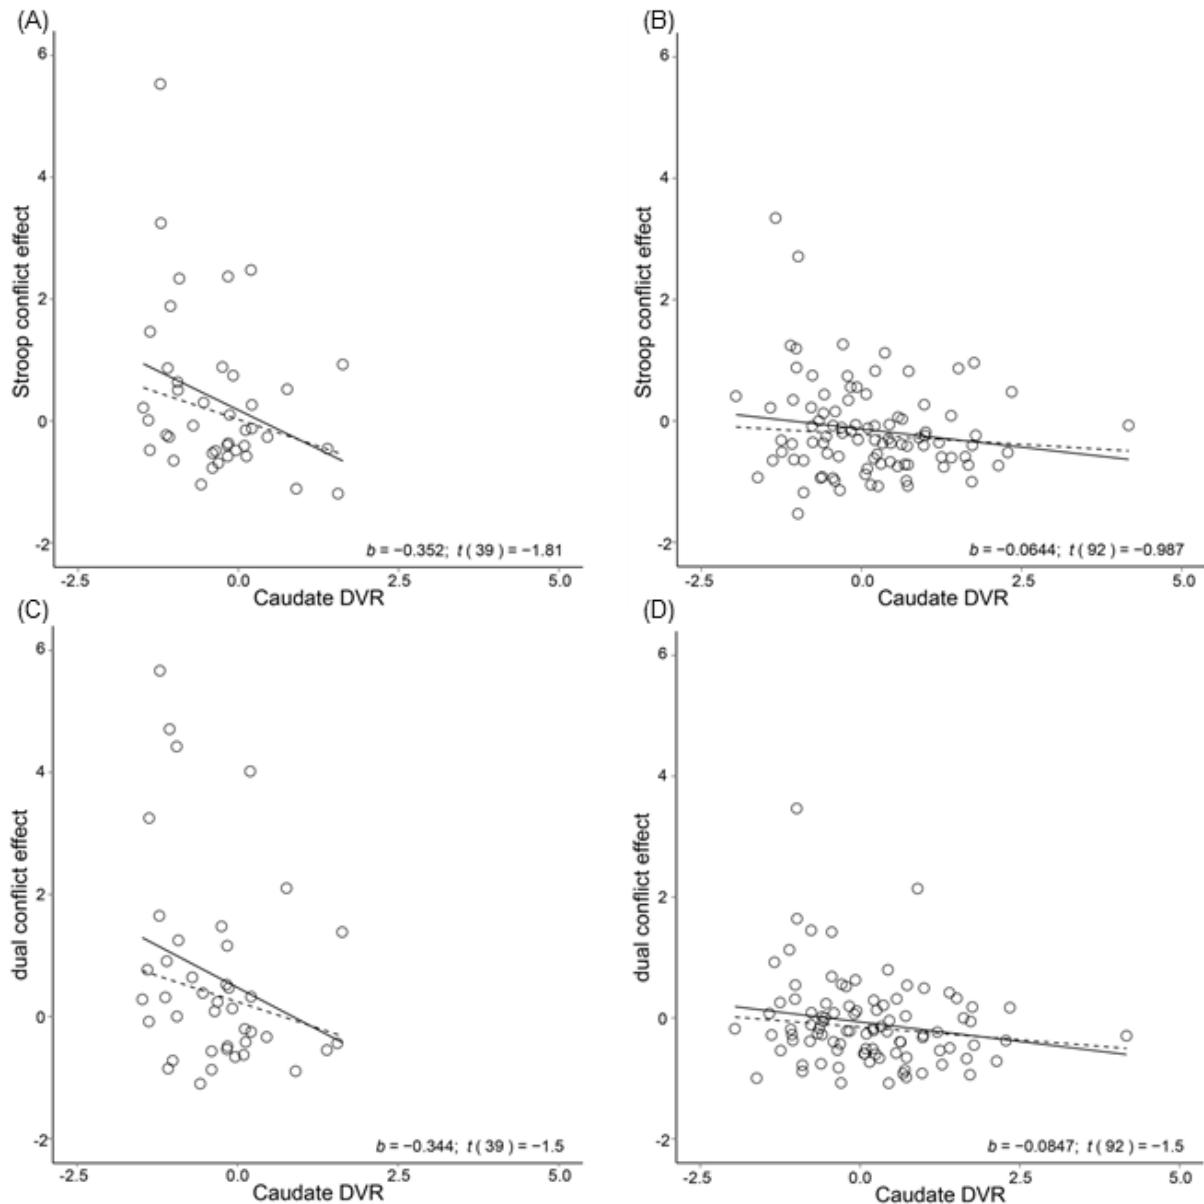 (A)
6
4
2
0
-2
Stroop conflict effect
b = −0.352; t ( 39 ) = −1.81
-2.5 0.0 2.5 5.0
Caudate DVR
(B)
6
4
2
0
-2
Stroop conflict effect
b = −0.0644; t ( 92 ) = −0.987
-2.5 0.0 2.5 5.0
Caudate DVR
(C)
6
4
2
0
-2
dual conflict effect
b = −0.344; t ( 39 ) = −1.5
-2.5 0.0 2.5 5.0
Caudate DVR
(D)
6
4
2
0
-2
dual conflict effect
b = −0.0847; t ( 92 ) = −1.5
-2.5 0.0 2.5 5.0
Caudate DVR